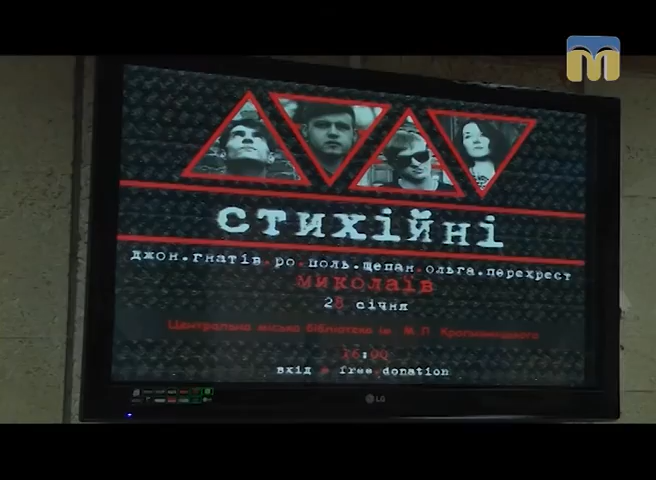 М
стихійні
джон.гнатів.ро.поль.щепан.ольга.перехрест
миколаїв
28 січня
Центральна міська бібліотека ім. М.Л. Кропивницького
16:00
вхід - free.donation
LG